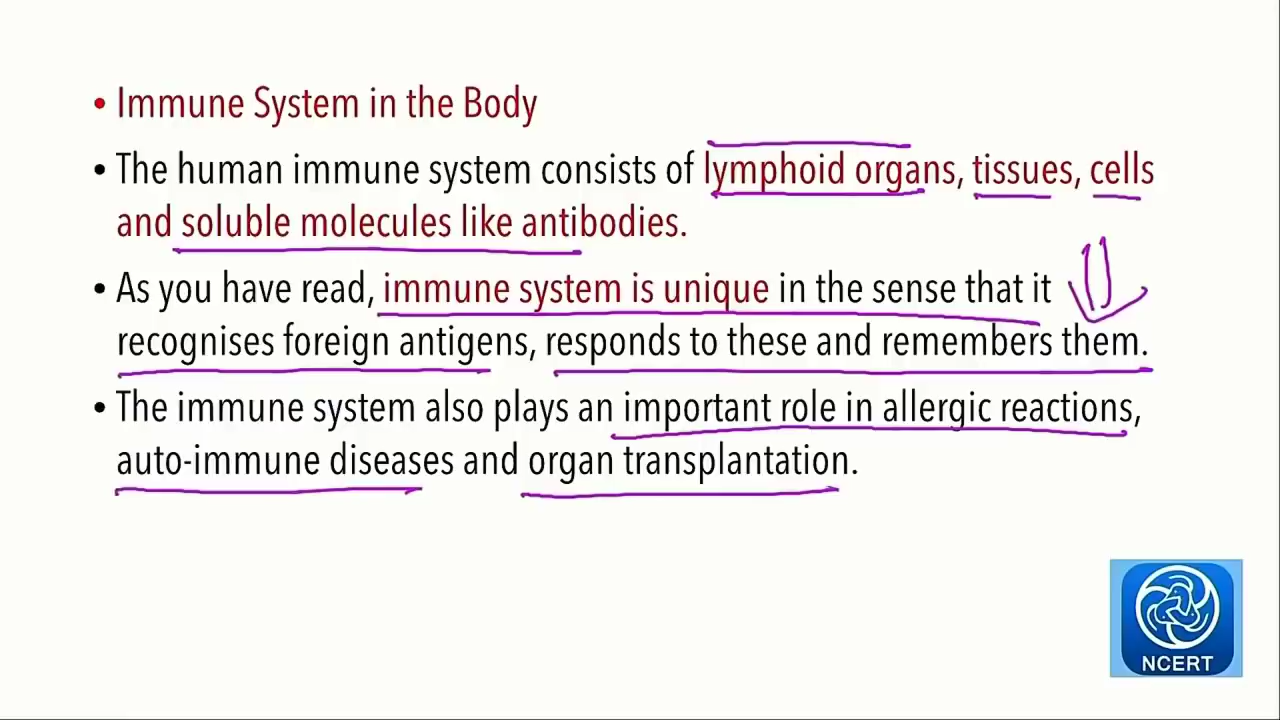 • Immune System in the Body
• The human immune system consists of lymphoid organs, tissues, cells
and soluble molecules like antibodies.
• As you have read, immune system is unique in the sense that it
recognises foreign antigens, responds to these and remembers them.
• The immune system also plays an important role in allergic reactions,
auto-immune diseases and organ transplantation.
NCERT